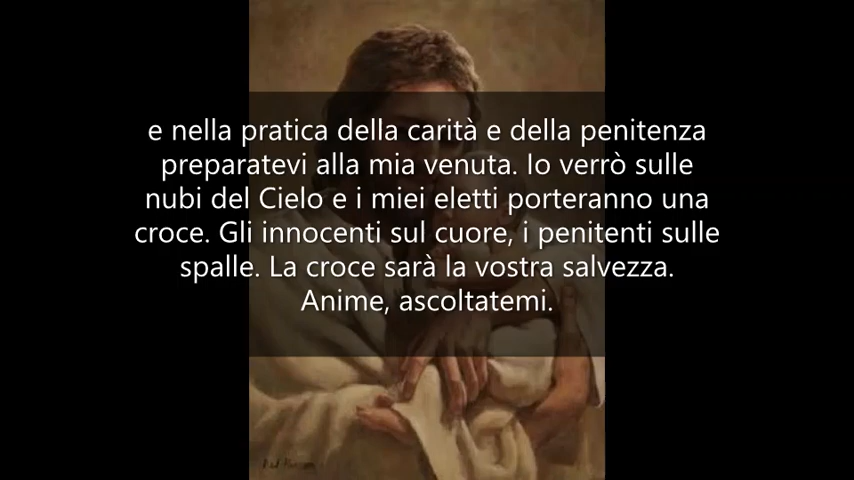 e nella pratica della carità e della penitenza
preparatevi alla mia venuta. Io verrò sulle
nubi del Cielo e i miei eletti porteranno una
croce. Gli innocenti sul cuore, i penitenti sulle
spalle. La croce sarà la vostra salvezza.
Anime, ascoltatemi.